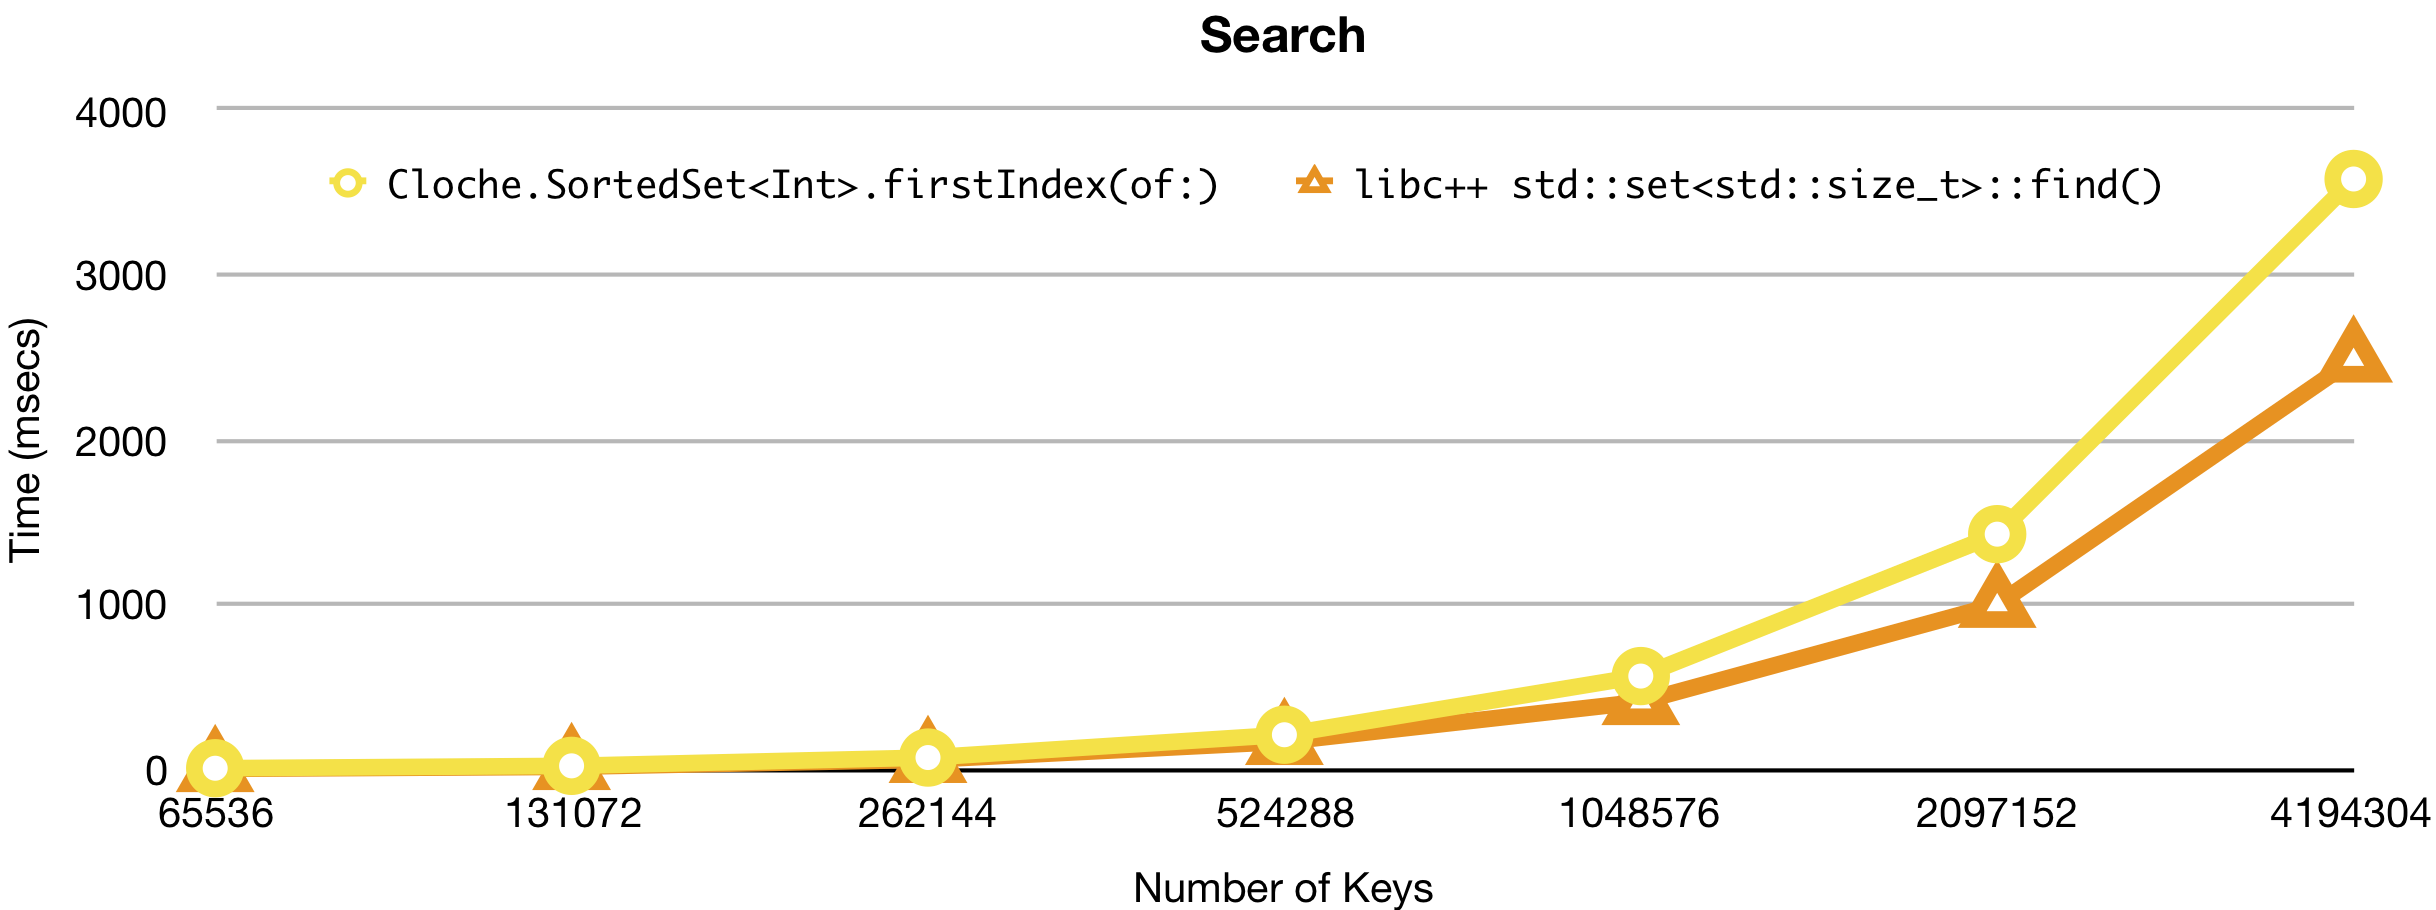 Search
4000
Cloche.SortedSet<Int>.firstIndex(of:) libc++ std::set<std::size_t>::find()
3000
2000
1000
0
Time (msecs)
65536 131072 262144 524288 1048576 2097152 4194304
Number of Keys